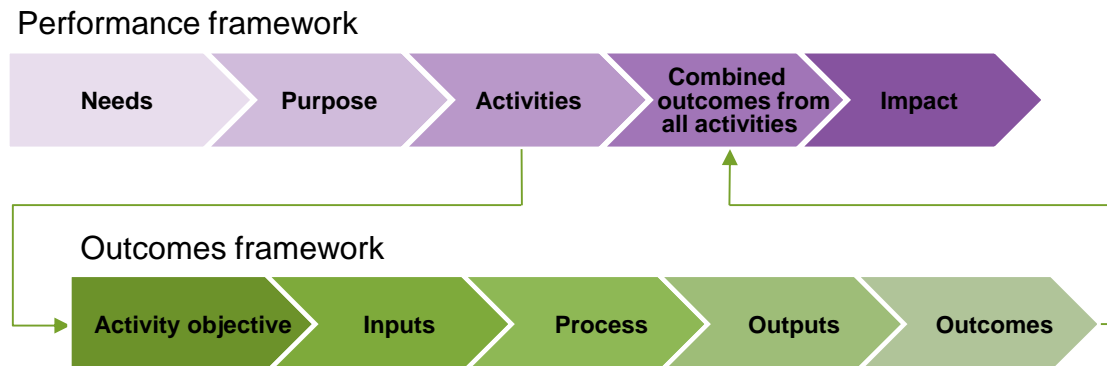 Performance framework
Needs
Purpose
Activities
Combined
outcomes from
all activities
Impact
Outcomes framework
Activity objective
Inputs
Process
Outputs
Outcomes